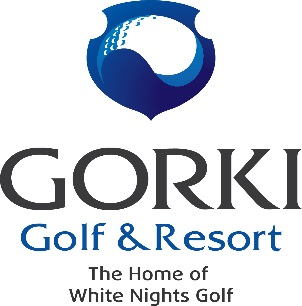 GORKI
Golf & Resort
The Home of
White Nights Golf